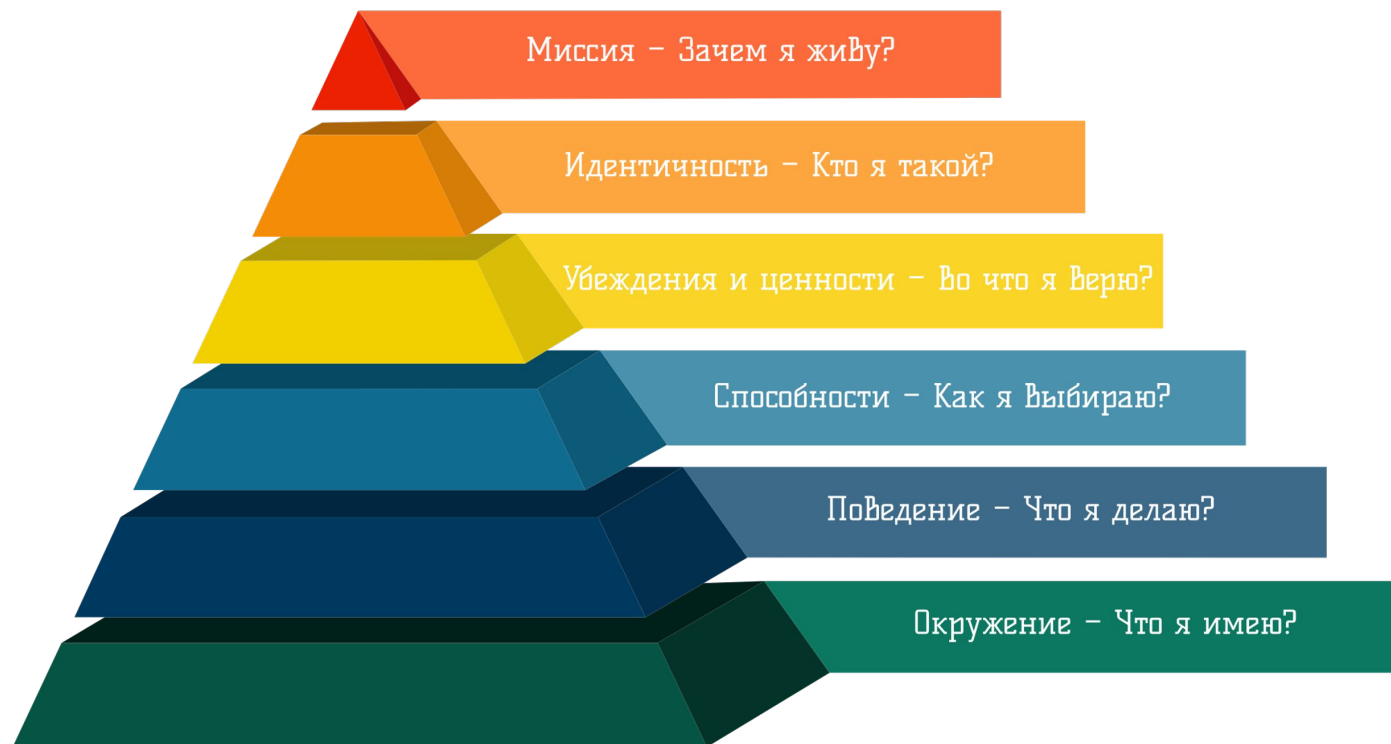 Миссия – Зачем я живу?
Идентичность – Кто я такой?
Убеждения и ценности – Во что я верю?
Способности – Как я выбираю?
Поведение – Что я делаю?
Окружение – Что я имею?